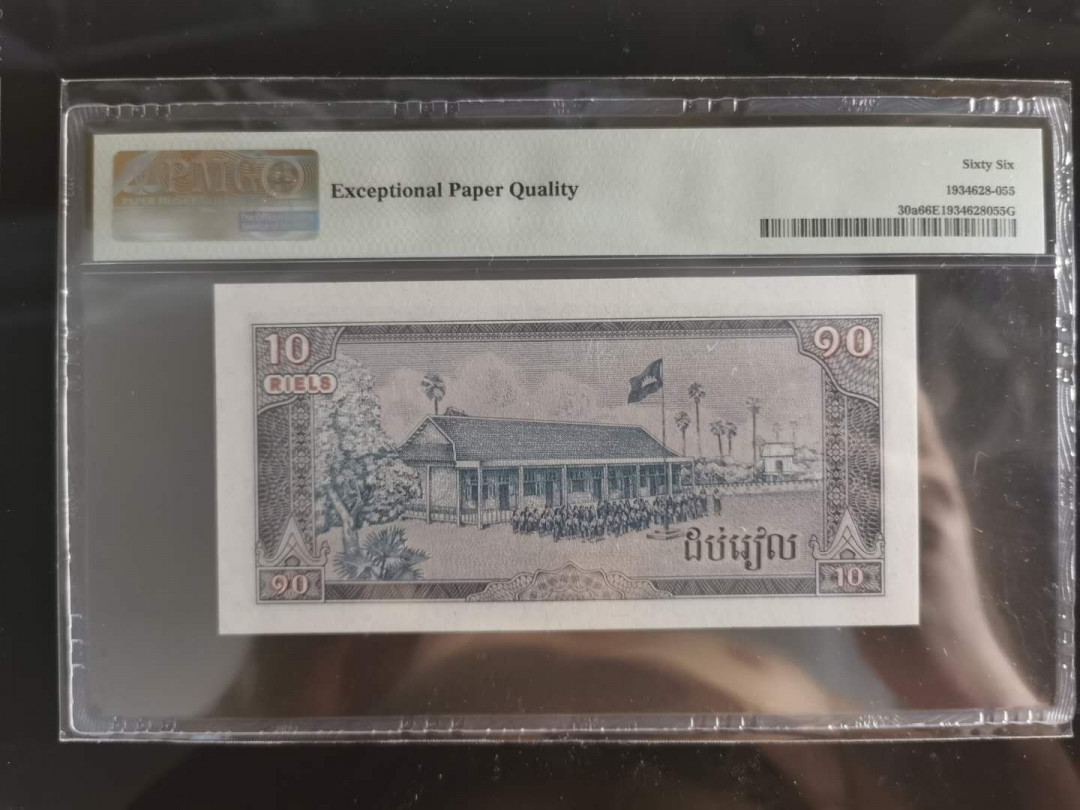 PMG
Exceptional Paper Quality
Sixty Six
1934628-055
30a66E1934628055G
10
RIELS
១០
ដប់រៀល
១០
10